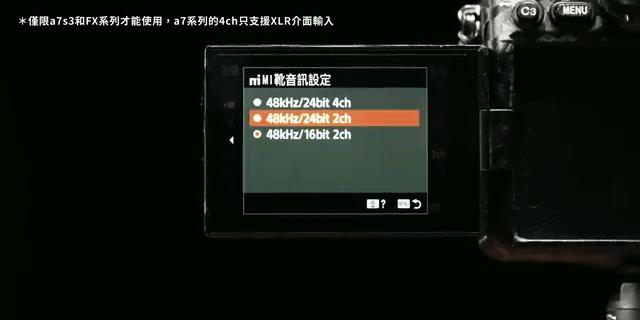 ＊僅限a7s3和FX系列才能使用，a7系列的4ch只支援XLR介面輸入
C3
MENU
mi MI靴音訊設定
48kHz/24bit 4ch
48kHz/24bit 2ch
48kHz/16bit 2ch
2ch
?